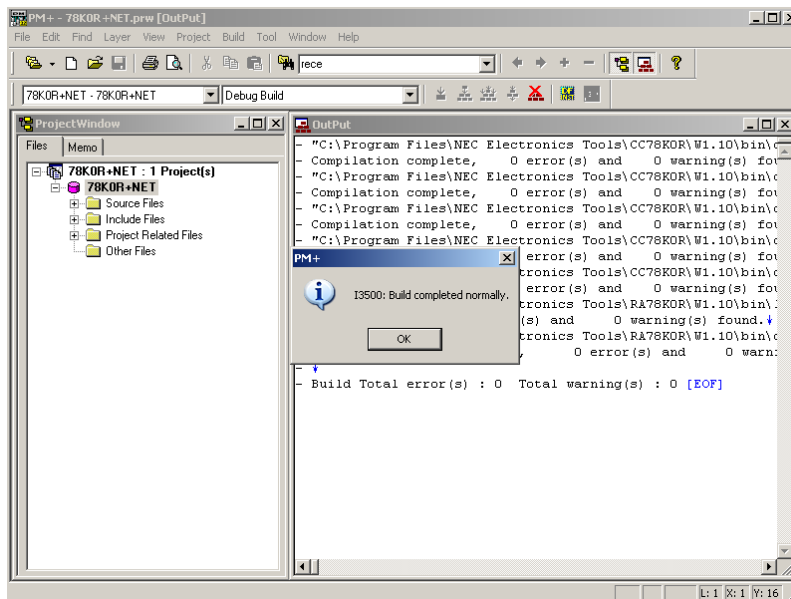 PM+ - 78K0R+NET.prw [OutPut]
File Edit Find Layer View Project Build Tool Window Help
rece
78K0R+NET - 78K0R+NET
Debug Build
ProjectWindow
Files Memo
78K0R+NET : 1 Project(s)
78K0R+NET
Source Files
Include Files
Project Related Files
Other Files
OutPut
- "C:\Program Files\NEC Electronics Tools\CC78K0R\W1.10\bin\c
- Compilation complete, 0 error(s) and 0 warning(s) fou
- "C:\Program Files\NEC Electronics Tools\CC78K0R\W1.10\bin\c
- Compilation complete, 0 error(s) and 0 warning(s) fou
- "C:\Program Files\NEC Electronics Tools\CC78K0R\W1.10\bin\c
- Compilation complete, 0 error(s) and 0 warning(s) fou
- "C:\Program Files\NEC Electronics Tools\CC78K0R\W1.10\bin\c
error(s) and 0 warning(s) fou
tronics Tools\CC78K0R\W1.10\bin\c
error(s) and 0 warning(s) fou
tronics Tools\RA78K0R\W1.10\bin\l
(s) and 0 warning(s) found.↓
tronics Tools\RA78K0R\W1.10\bin\c
, 0 error(s) and 0 warn
- ↓
- Build Total error(s) : 0 Total warning(s) : 0 [EOF]
PM+
I3500: Build completed normally.
OK
L: 1 X: 1 Y: 16